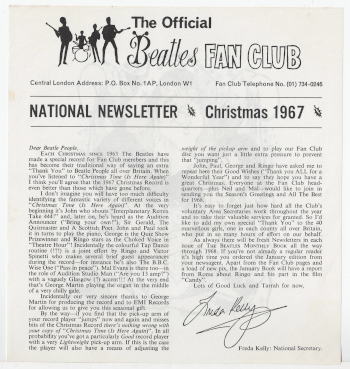 The Official
Beatles FAN CLUB
Central London Address: P.O. Box No. 1AP, London W1
Fan Club Telephone No. (01) 734-0246
NATIONAL NEWSLETTER Christmas 1967
Dear Beatle People,
EACH CHRISTMAS SINCE 1963 The Beatles have
made a special record for Fan Club members and this
has become their traditional way of saying an extra
"Thank You" to Beatle People all over Britain. When
you've listened to "Christmas Time (Is Here Again)"
I think you'll agree that the 1967 Christmas Record is
even better than those which have gone before.
I don't imagine you will have too much difficulty
identifying the fantastic variety of different voices in
"Christmas Time (Is Here Again)". At the very
beginning it's John who shouts "Interplanetary Remix
Take 444!" and, later on, he's heard as the Audition
Announcer ("Bring your own!"), Sir Gerald, The
Quizmaster and A Scottish Poet. John and Paul took
it in turns to play the piano, George is the Quiz Show
Prizewinner and Ringo stars as the Choked Voice in
"Theatre Hour"! Incidentally the colourful Tap Dance
routine (!!!) is a joint effort by Ringo and Victor
Spinetti who makes several brief guest appearances
during the record—for instance he's also The B.B.C.
Wise One ("Pass in peace"). Mal Evans is there too—in
the role of Audition Studio Man ("Are you 13 amp?")
with a vaguely Glasgow (?) accent!! At the very end
that's George Martin playing the organ in the middle
of a very chilly gale.
Incidentally our very sincere thanks to George
Martin for producing the record and to EMI Records
for allowing us to give you this seasonal gift.
By the way—if you find that the pick-up arm of
your record player "jumps" now and again and misses
bits of the Christmas Record there's nothing wrong with
your copy of "Christmas Time (Is Here Again)". In all
probability you've got a particularly Good record player
with a very Lightweight pick-up arm. If this is the case
the player will also have a means of adjusting the
weight of the pickup arm and to play our Fan Club
disc you want just a little extra pressure to prevent
that "jumping".
John, Paul, George and Ringo have asked me to
repeat here their Good Wishes ("Thank you ALL for a
Wonderful Year") and to say they hope you have a
great Christmas. Everyone at the Fan Club head-
quarters—plus Neil and Mal—would like to join in
sending you the Season's Greetings and All The Best
for 1968.
It's easy to forget just how hard all the Club's
voluntary Area Secretaries work throughout the year
and to take their valuable services for granted. So I'd
like to add my own special "Thank You" to the 40
marvellous girls, one in each county all over Britain,
who put in so many hours of effort on our behalf
As always there will be fresh Newsletters in each
issue of The BEATLES MONTHLY BOOK all the way
through 1968. If you're not already a BMB reader
it's high time you ordered the January edition from
your newsagent. Apart from the Fan Club pages and
a load of new pix, the January Book will have a report
from Rome about Ringo and his part in the film
"Candy".
Lots of Good Luck and Tarrah for now,
Freda Kelly
Freda Kelly: National Secretary.